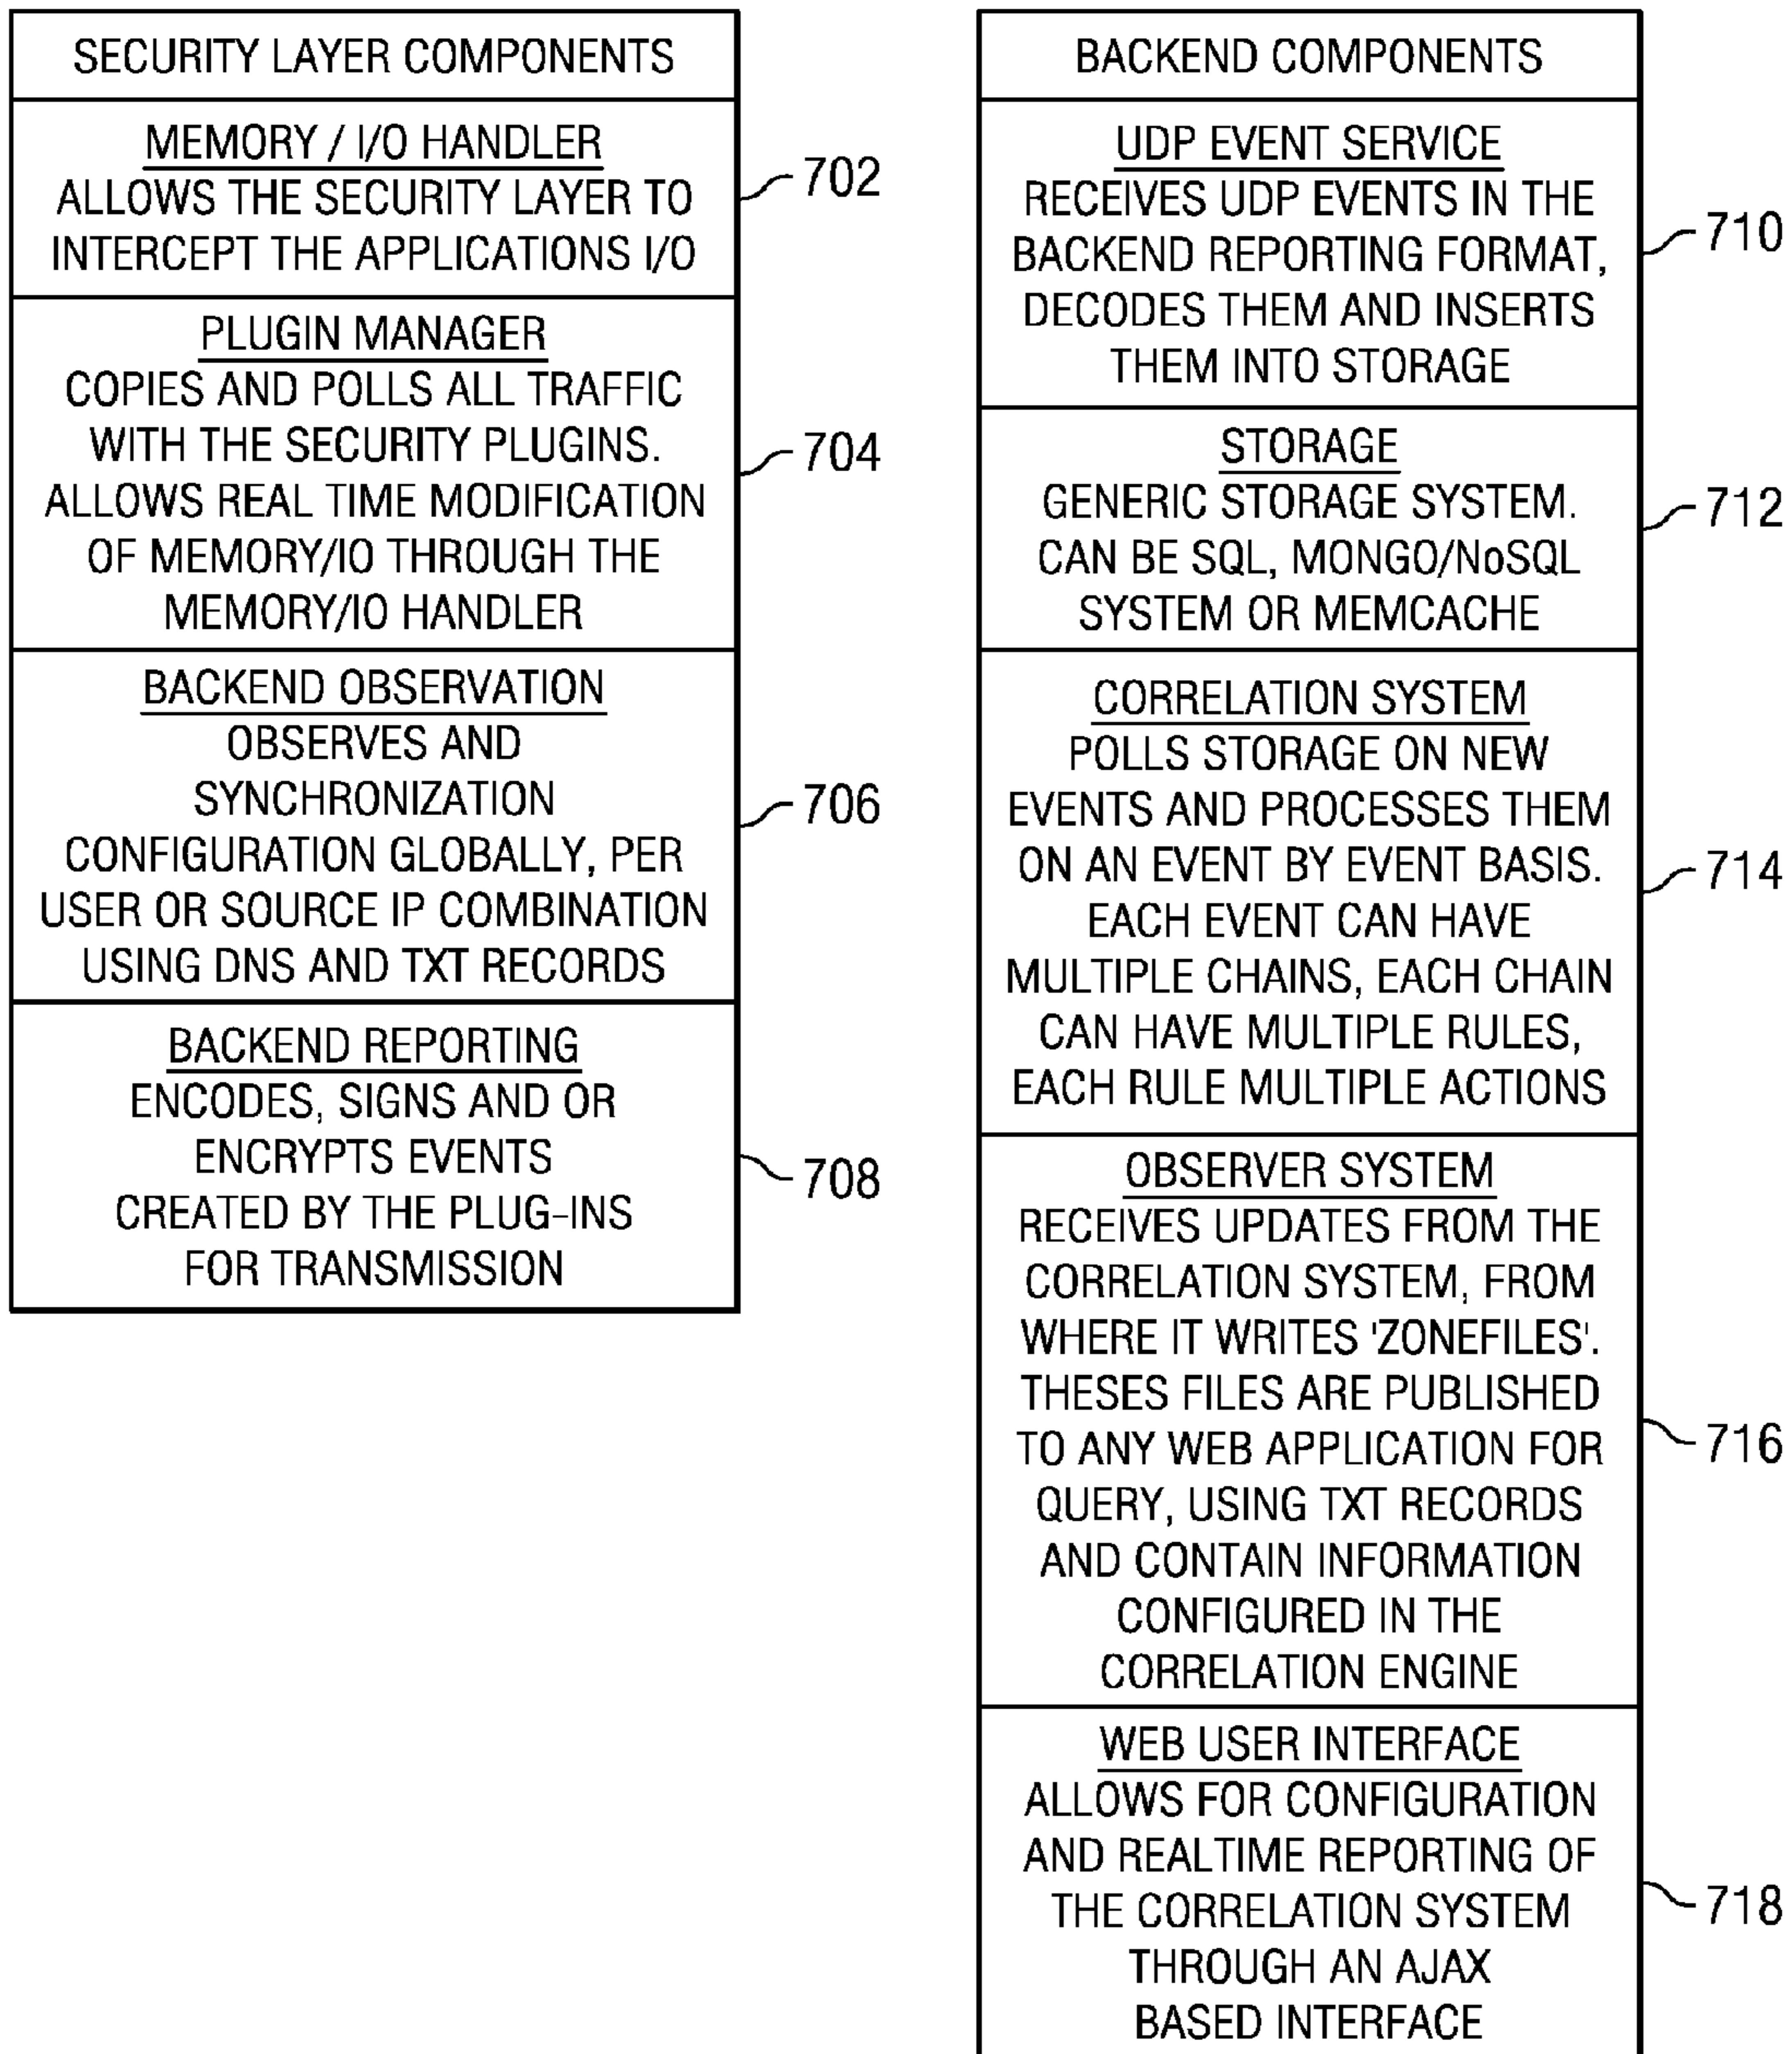 SECURITY LAYER COMPONENTS
MEMORY / I/O HANDLER
ALLOWS THE SECURITY LAYER TO
INTERCEPT THE APPLICATIONS I/O
702
PLUGIN MANAGER
COPIES AND POLLS ALL TRAFFIC
WITH THE SECURITY PLUGINS.
ALLOWS REAL TIME MODIFICATION
OF MEMORY/IO THROUGH THE
MEMORY/IO HANDLER
704
BACKEND OBSERVATION
OBSERVES AND
SYNCHRONIZATION
CONFIGURATION GLOBALLY, PER
USER OR SOURCE IP COMBINATION
USING DNS AND TXT RECORDS
706
BACKEND REPORTING
ENCODES, SIGNS AND OR
ENCRYPTS EVENTS
CREATED BY THE PLUG-INS
FOR TRANSMISSION
708
BACKEND COMPONENTS
UDP EVENT SERVICE
RECEIVES UDP EVENTS IN THE
BACKEND REPORTING FORMAT,
DECODES THEM AND INSERTS
THEM INTO STORAGE
710
STORAGE
GENERIC STORAGE SYSTEM.
CAN BE SQL, MONGO/NoSQL
SYSTEM OR MEMCACHE
712
CORRELATION SYSTEM
POLLS STORAGE ON NEW
EVENTS AND PROCESSES THEM
ON AN EVENT BY EVENT BASIS.
EACH EVENT CAN HAVE
MULTIPLE CHAINS, EACH CHAIN
CAN HAVE MULTIPLE RULES,
EACH RULE MULTIPLE ACTIONS
714
OBSERVER SYSTEM
RECEIVES UPDATES FROM THE
CORRELATION SYSTEM, FROM
WHERE IT WRITES 'ZONEFILES'.
THESES FILES ARE PUBLISHED
TO ANY WEB APPLICATION FOR
QUERY, USING TXT RECORDS
AND CONTAIN INFORMATION
CONFIGURED IN THE
CORRELATION ENGINE
716
WEB USER INTERFACE
ALLOWS FOR CONFIGURATION
AND REALTIME REPORTING OF
THE CORRELATION SYSTEM
THROUGH AN AJAX
BASED INTERFACE
718